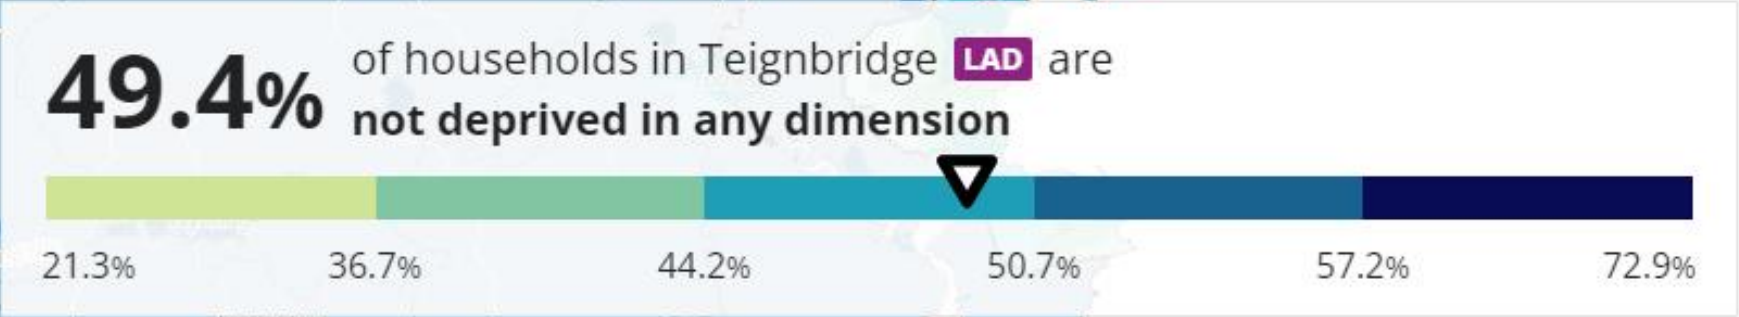 49.4% of households in Teignbridge LAD are
not deprived in any dimension
21.3% 36.7% 44.2% 50.7% 57.2% 72.9%